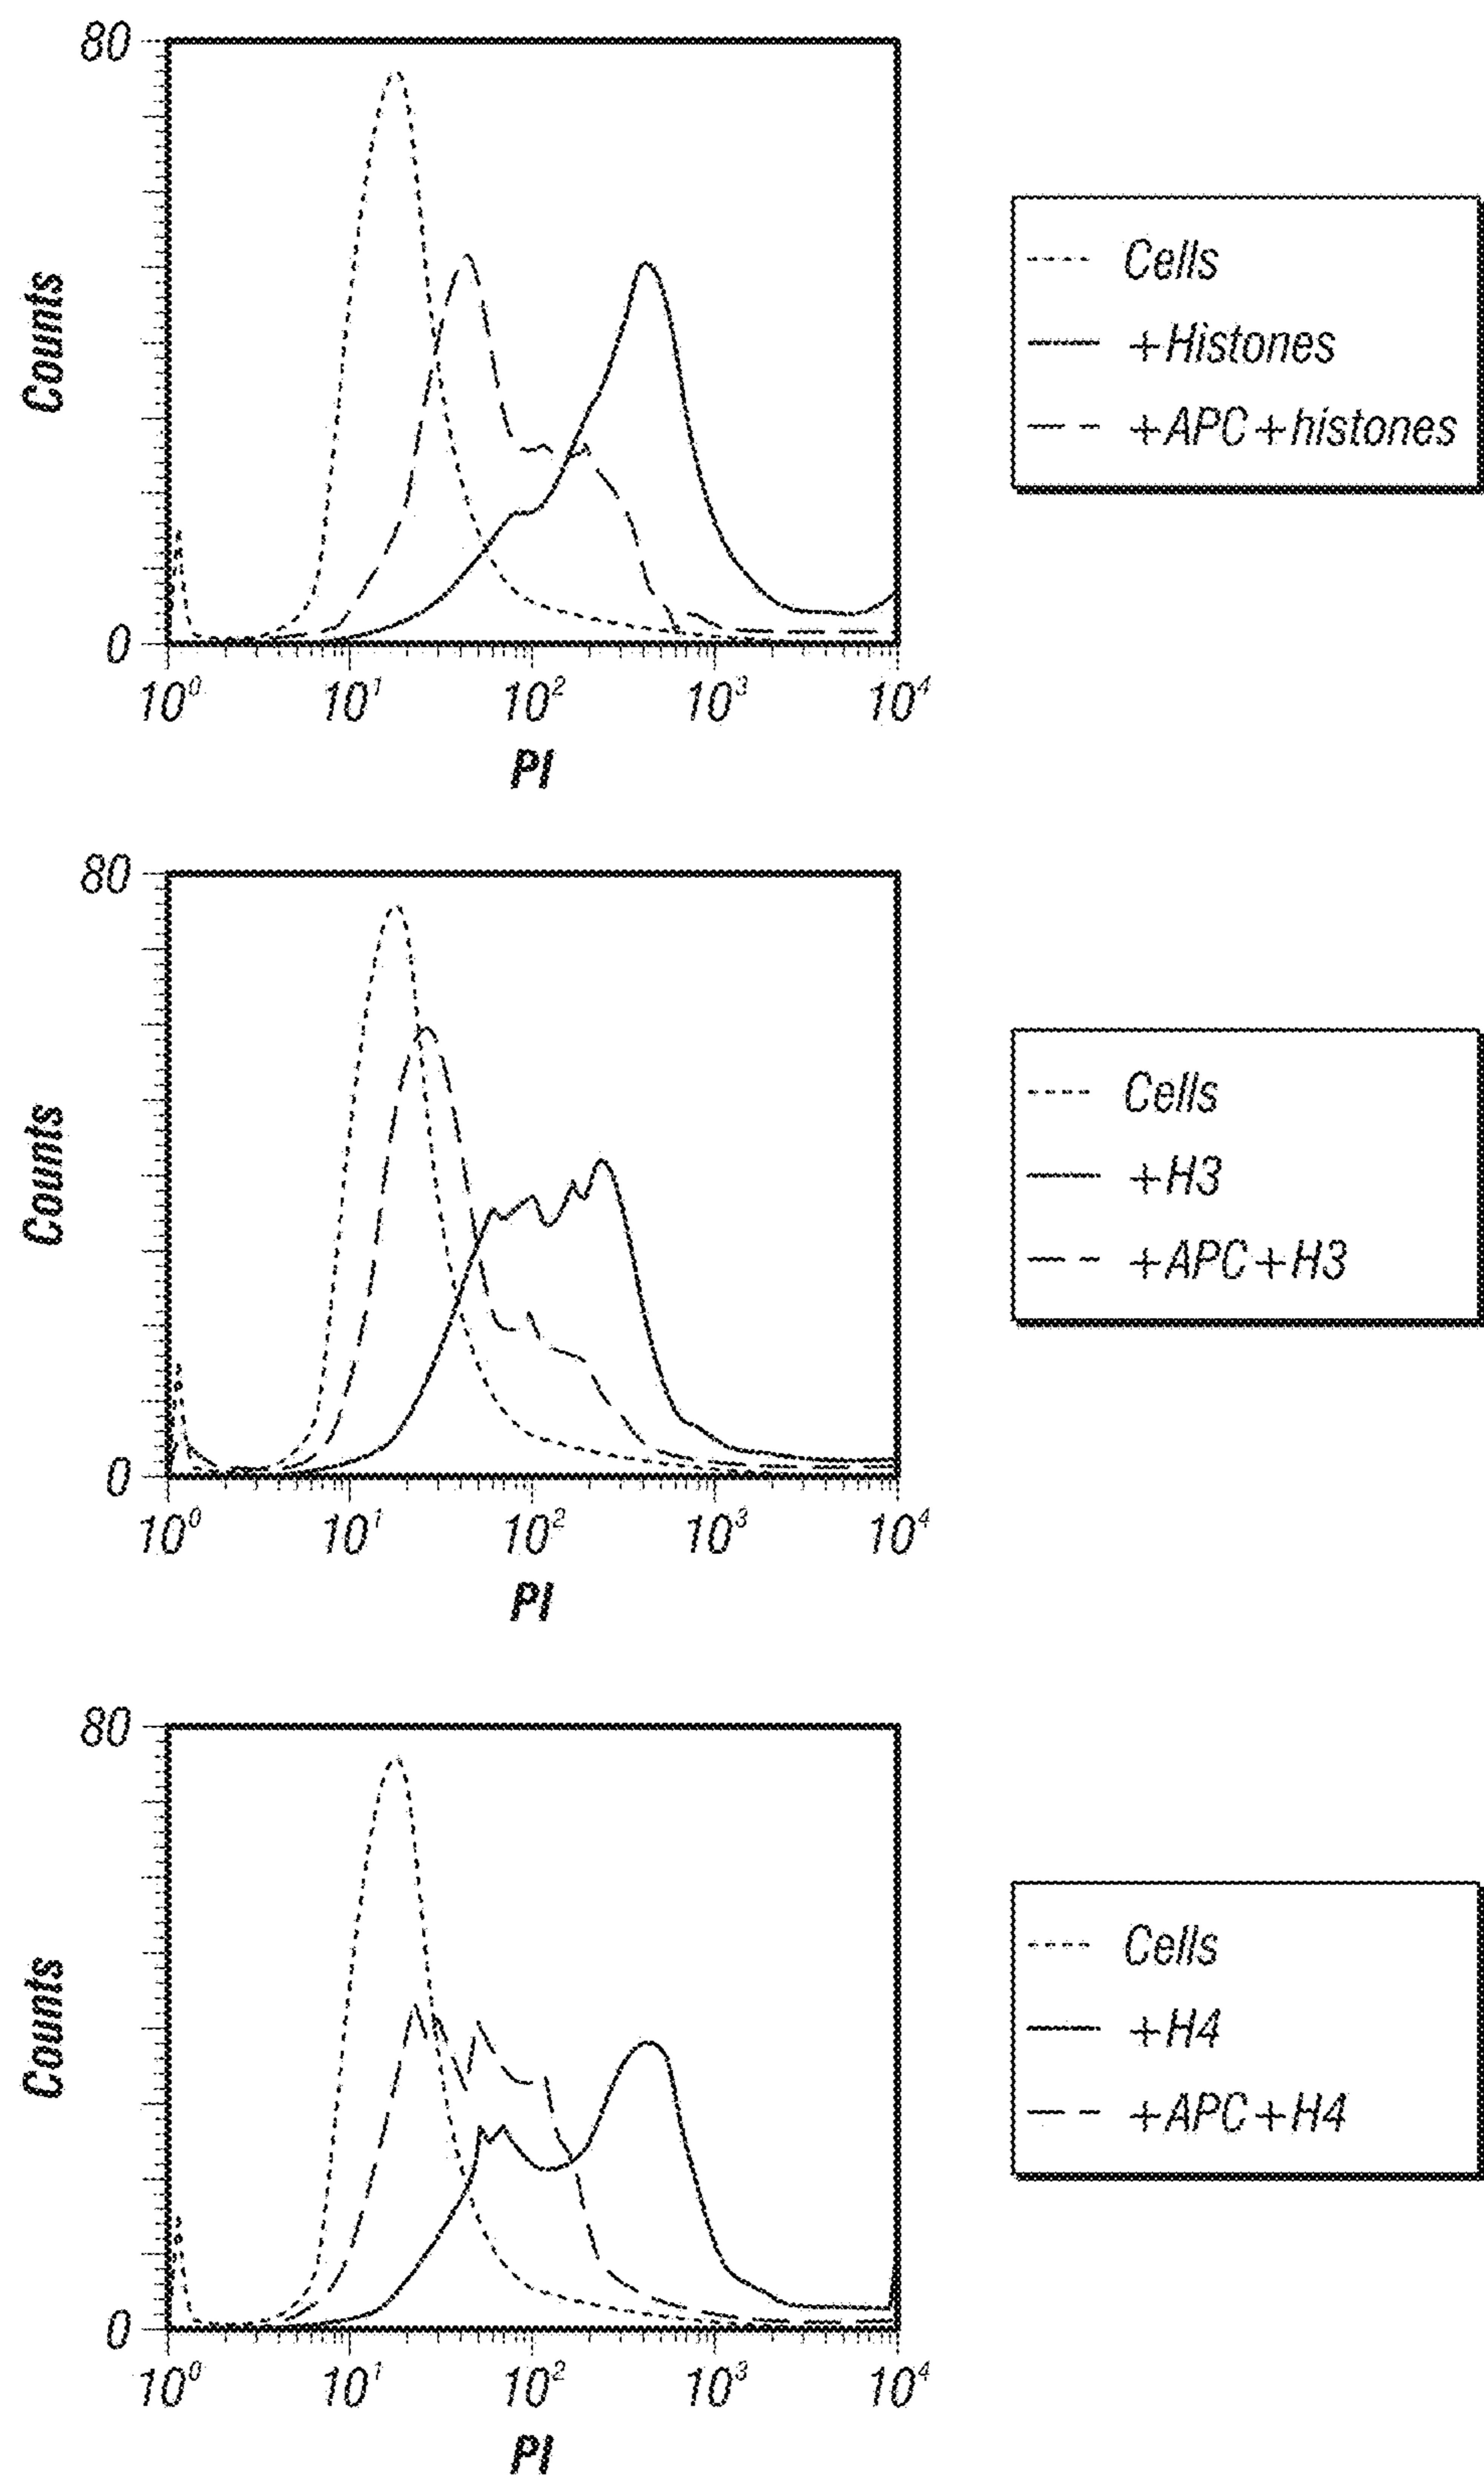 80
Counts
0
10⁰ 10¹ 10² 10³ 10⁴
PI
Cells
+Histones
+APC+histones
80
Counts
0
10⁰ 10¹ 10² 10³ 10⁴
PI
Cells
+H3
+APC+H3
80
Counts
0
10⁰ 10¹ 10² 10³ 10⁴
PI
Cells
+H4
+APC+H4